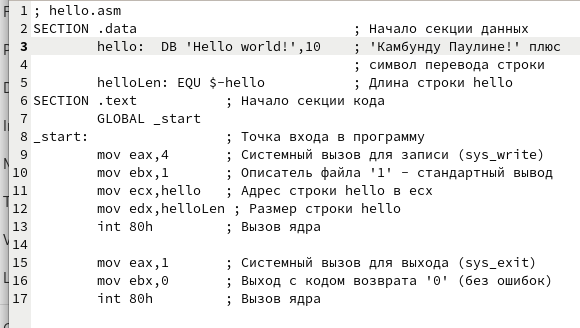 1 ; hello.asm
2 SECTION .data ; Начало секции данных
3 hello: DB 'Hello world!',10 ; 'Камбунду Паулине!' плюс
4 ; символ перевода строки
5 helloLen: EQU $-hello ; Длина строки hello
6 SECTION .text ; Начало секции кода
7 GLOBAL _start
8 _start: ; Точка входа в программу
9 mov eax,4 ; Системный вызов для записи (sys_write)
10 mov ebx,1 ; Описатель файла '1' - стандартный вывод
11 mov ecx,hello ; Адрес строки hello в ecx
12 mov edx,helloLen ; Размер строки hello
13 int 80h ; Вызов ядра
14
15 mov eax,1 ; Системный вызов для выхода (sys_exit)
16 mov ebx,0 ; Выход с кодом возврата '0' (без ошибок)
17 int 80h ; Вызов ядра